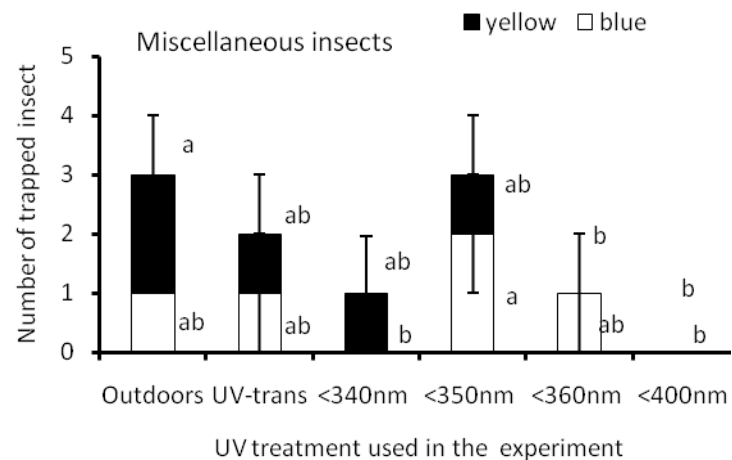 Miscellaneous insects
yellow blue
Number of trapped insect
5
4
3
2
1
0
a
ab
ab
ab
ab
b
ab
a
b
ab
b
b
Outdoors UV-trans <340nm <350nm <360nm <400nm
UV treatment used in the experiment